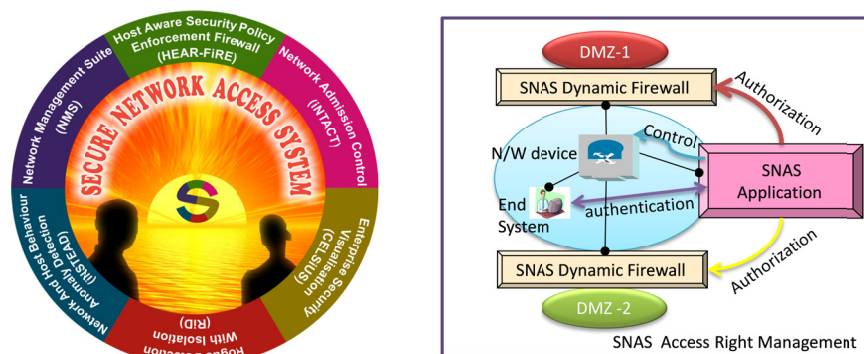 Host Aware Security Policy
Enforcement Firewall
(HEAR-FiRE)
Network Admission Control
(iNTACT)
Enterprise Security
Visualisation
(CELSiUS)
Rogue Detection
With Isolation
(RiD)
Network And Host Behaviour
Anomaly Detection
(iNSTEAD)
Network Management Suite
(NMS)
SECURE NETWORK ACCESS SYSTEM
S
DMZ-1
SNAS Dynamic Firewall
Authorization
Control
N/W device
SNAS
Application
End
System
authentication
SNAS Dynamic Firewall
Authorization
DMZ -2
SNAS Access Right Management